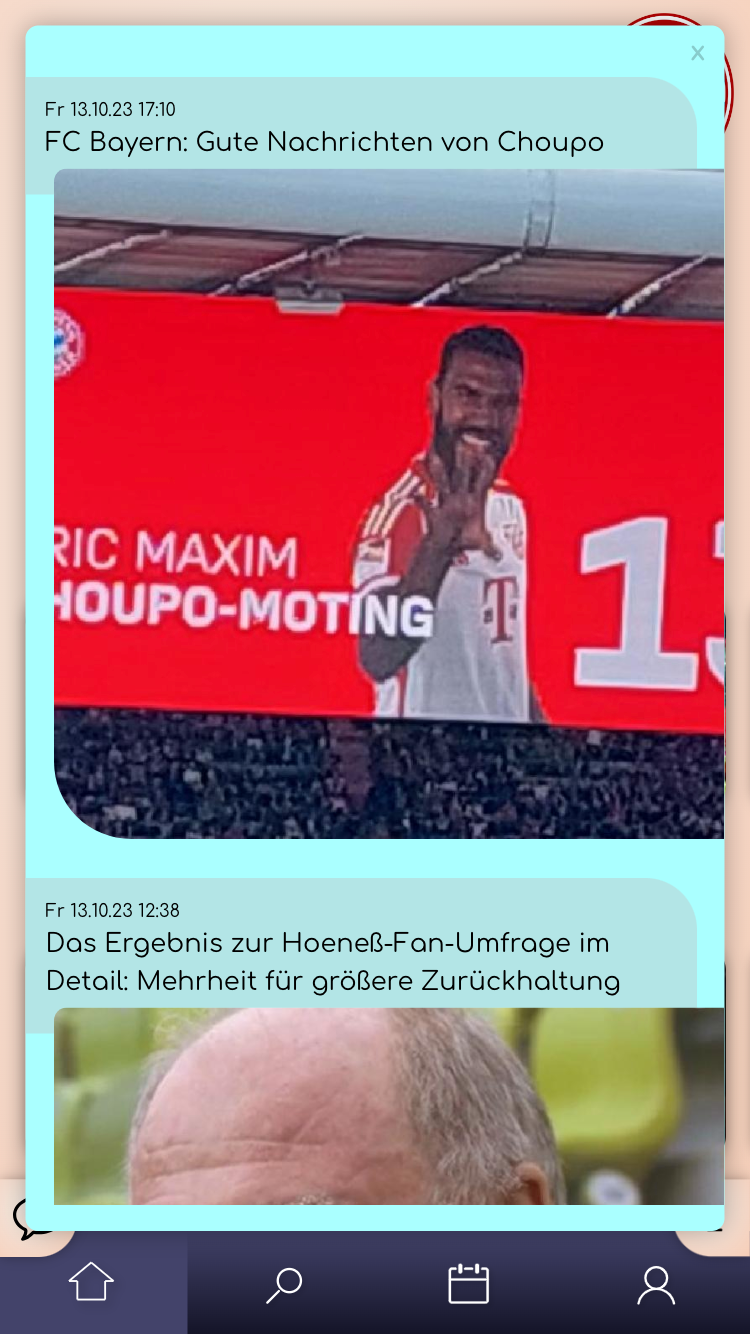 x
Fr 13.10.23 17:10
FC Bayern: Gute Nachrichten von Choupo
RIC MAXIM
HOUPO-MOTING
13
T
Fr 13.10.23 12:38
Das Ergebnis zur Hoeneß-Fan-Umfrage im
Detail: Mehrheit für größere Zurückhaltung